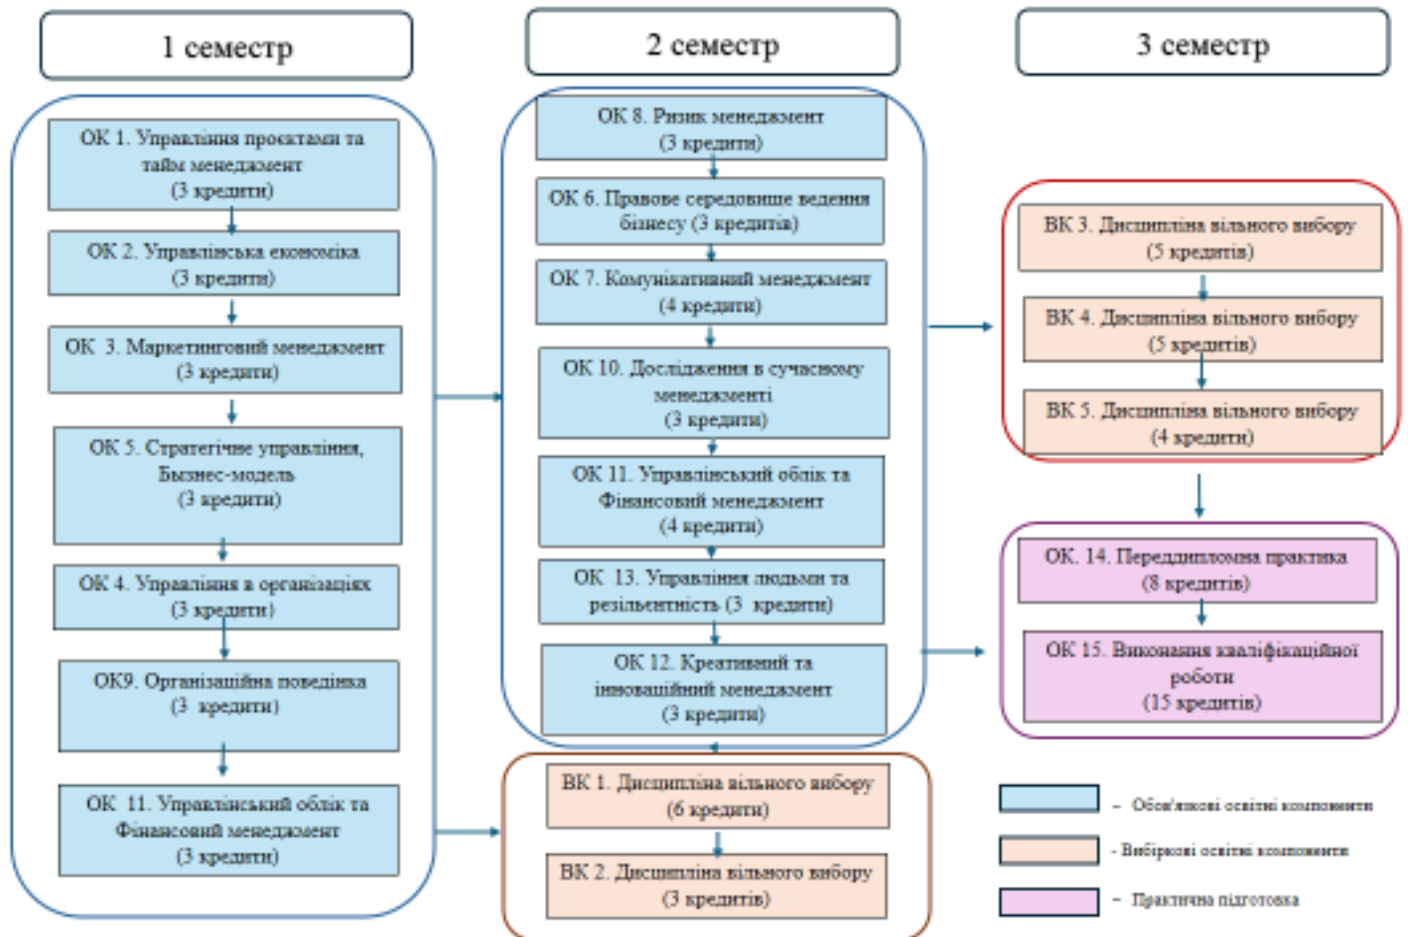 1 семестр
ОК 1. Управління проєктами та
тайм менеджмент
(3 кредити)
ОК 2. Управлінська економіка
(3 кредити)
ОК 3. Маркетинговий менеджмент
(3 кредити)
ОК 5. Стратегічне управління,
Бызнес-модель
(3 кредити)
ОК 4. Управління в організаціях
(3 кредити)
ОК9. Організаційна поведінка
(3 кредити)
ОК 11. Управлінський облік та
Фінансовий менеджмент
(3 кредити)
2 семестр
ОК 8. Ризик менеджмент
(3 кредити)
ОК 6. Правове середовище ведення
бізнесу (3 кредитів)
ОК 7. Комунікативний менеджмент
(4 кредити)
ОК 10. Дослідження в сучасному
менеджменті
(3 кредити)
ОК 11. Управлінський облік та
Фінансовий менеджмент
(4 кредити)
ОК 13. Управління людьми та
резільєнтність (3 кредити)
ОК 12. Креативний та
інноваційний менеджмент
(3 кредити)
ВК 1. Дисципліна вільного вибору
(6 кредити)
ВК 2. Дисципліна вільного вибору
(3 кредитів)
3 семестр
ВК 3. Дисципліна вільного вибору
(5 кредитів)
ВК 4. Дисципліна вільного вибору
(5 кредитів)
ВК 5. Дисципліна вільного вибору
(4 кредити)
ОК. 14. Переддипломна практика
(8 кредитів)
ОК 15. Виконання кваліфікаційної
роботи
(15 кредитів)
– Обов'язкові освітні компоненти
- Вибіркові освітні компоненти
– Практична підготовка